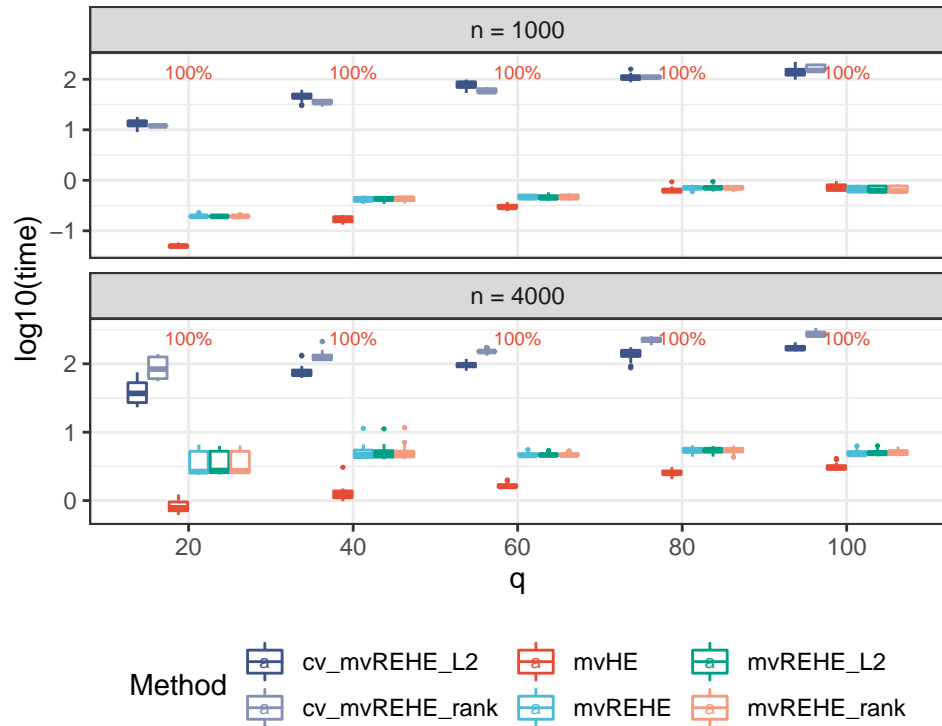 n = 1000
100% 100% 100% 100% 100%
2
1
0
−1
n = 4000
100% 100% 100% 100% 100%
2
1
0
log10(time)
20 40 60 80 100
q
Method
a cv_mvREHE_L2 a mvHE a mvREHE_L2
a cv_mvREHE_rank a mvREHE a mvREHE_rank